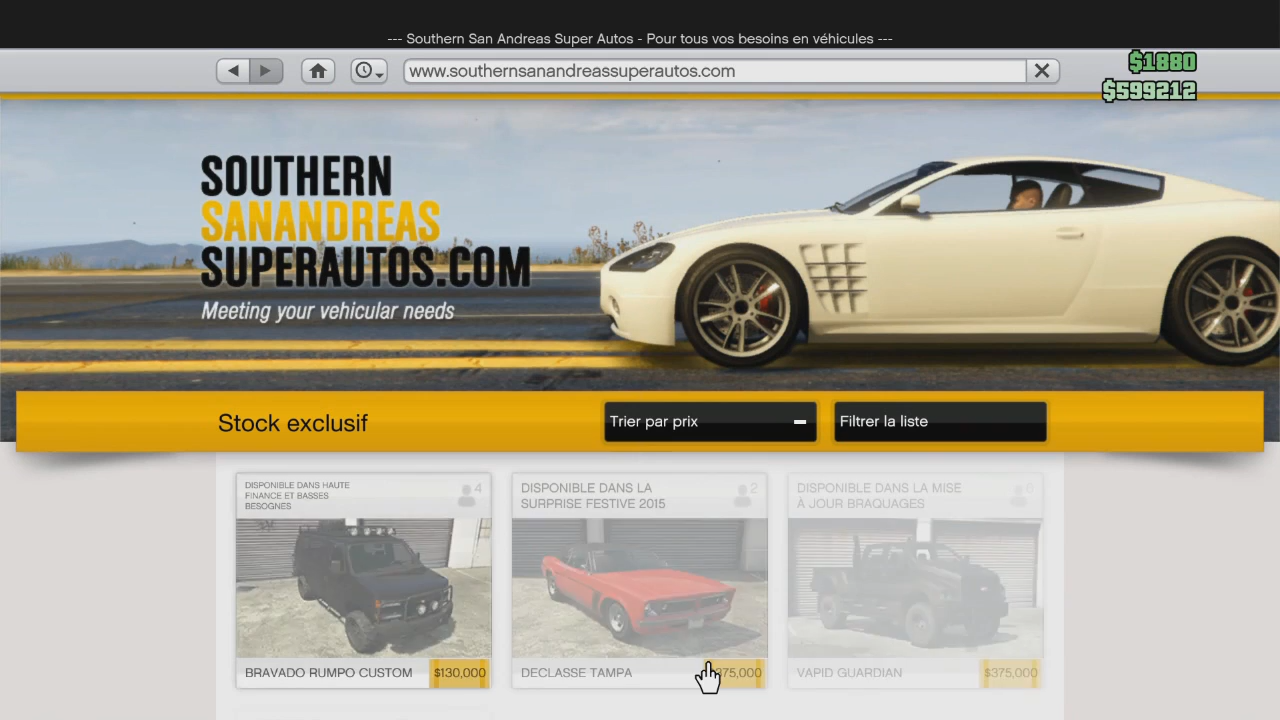 --- Southern San Andreas Super Autos - Pour tous vos besoins en véhicules ---
www.southernsanandreassuperautos.com
$1880
$599212
SOUTHERN
SANANDREAS
SUPERAUTOS.COM
Meeting your vehicular needs
Stock exclusif
Trier par prix
Filtrer la liste
DISPONIBLE DANS HAUTE
FINANCE ET BASSES
BESOGNES
4
DISPONIBLE DANS LA
SURPRISE FESTIVE 2015
2
DISPONIBLE DANS LA MISE
À JOUR BRAQUAGES
6
BRAVADO RUMPO CUSTOM
$130,000
DECLASSE TAMPA
75,000
VAPID GUARDIAN
$375,000